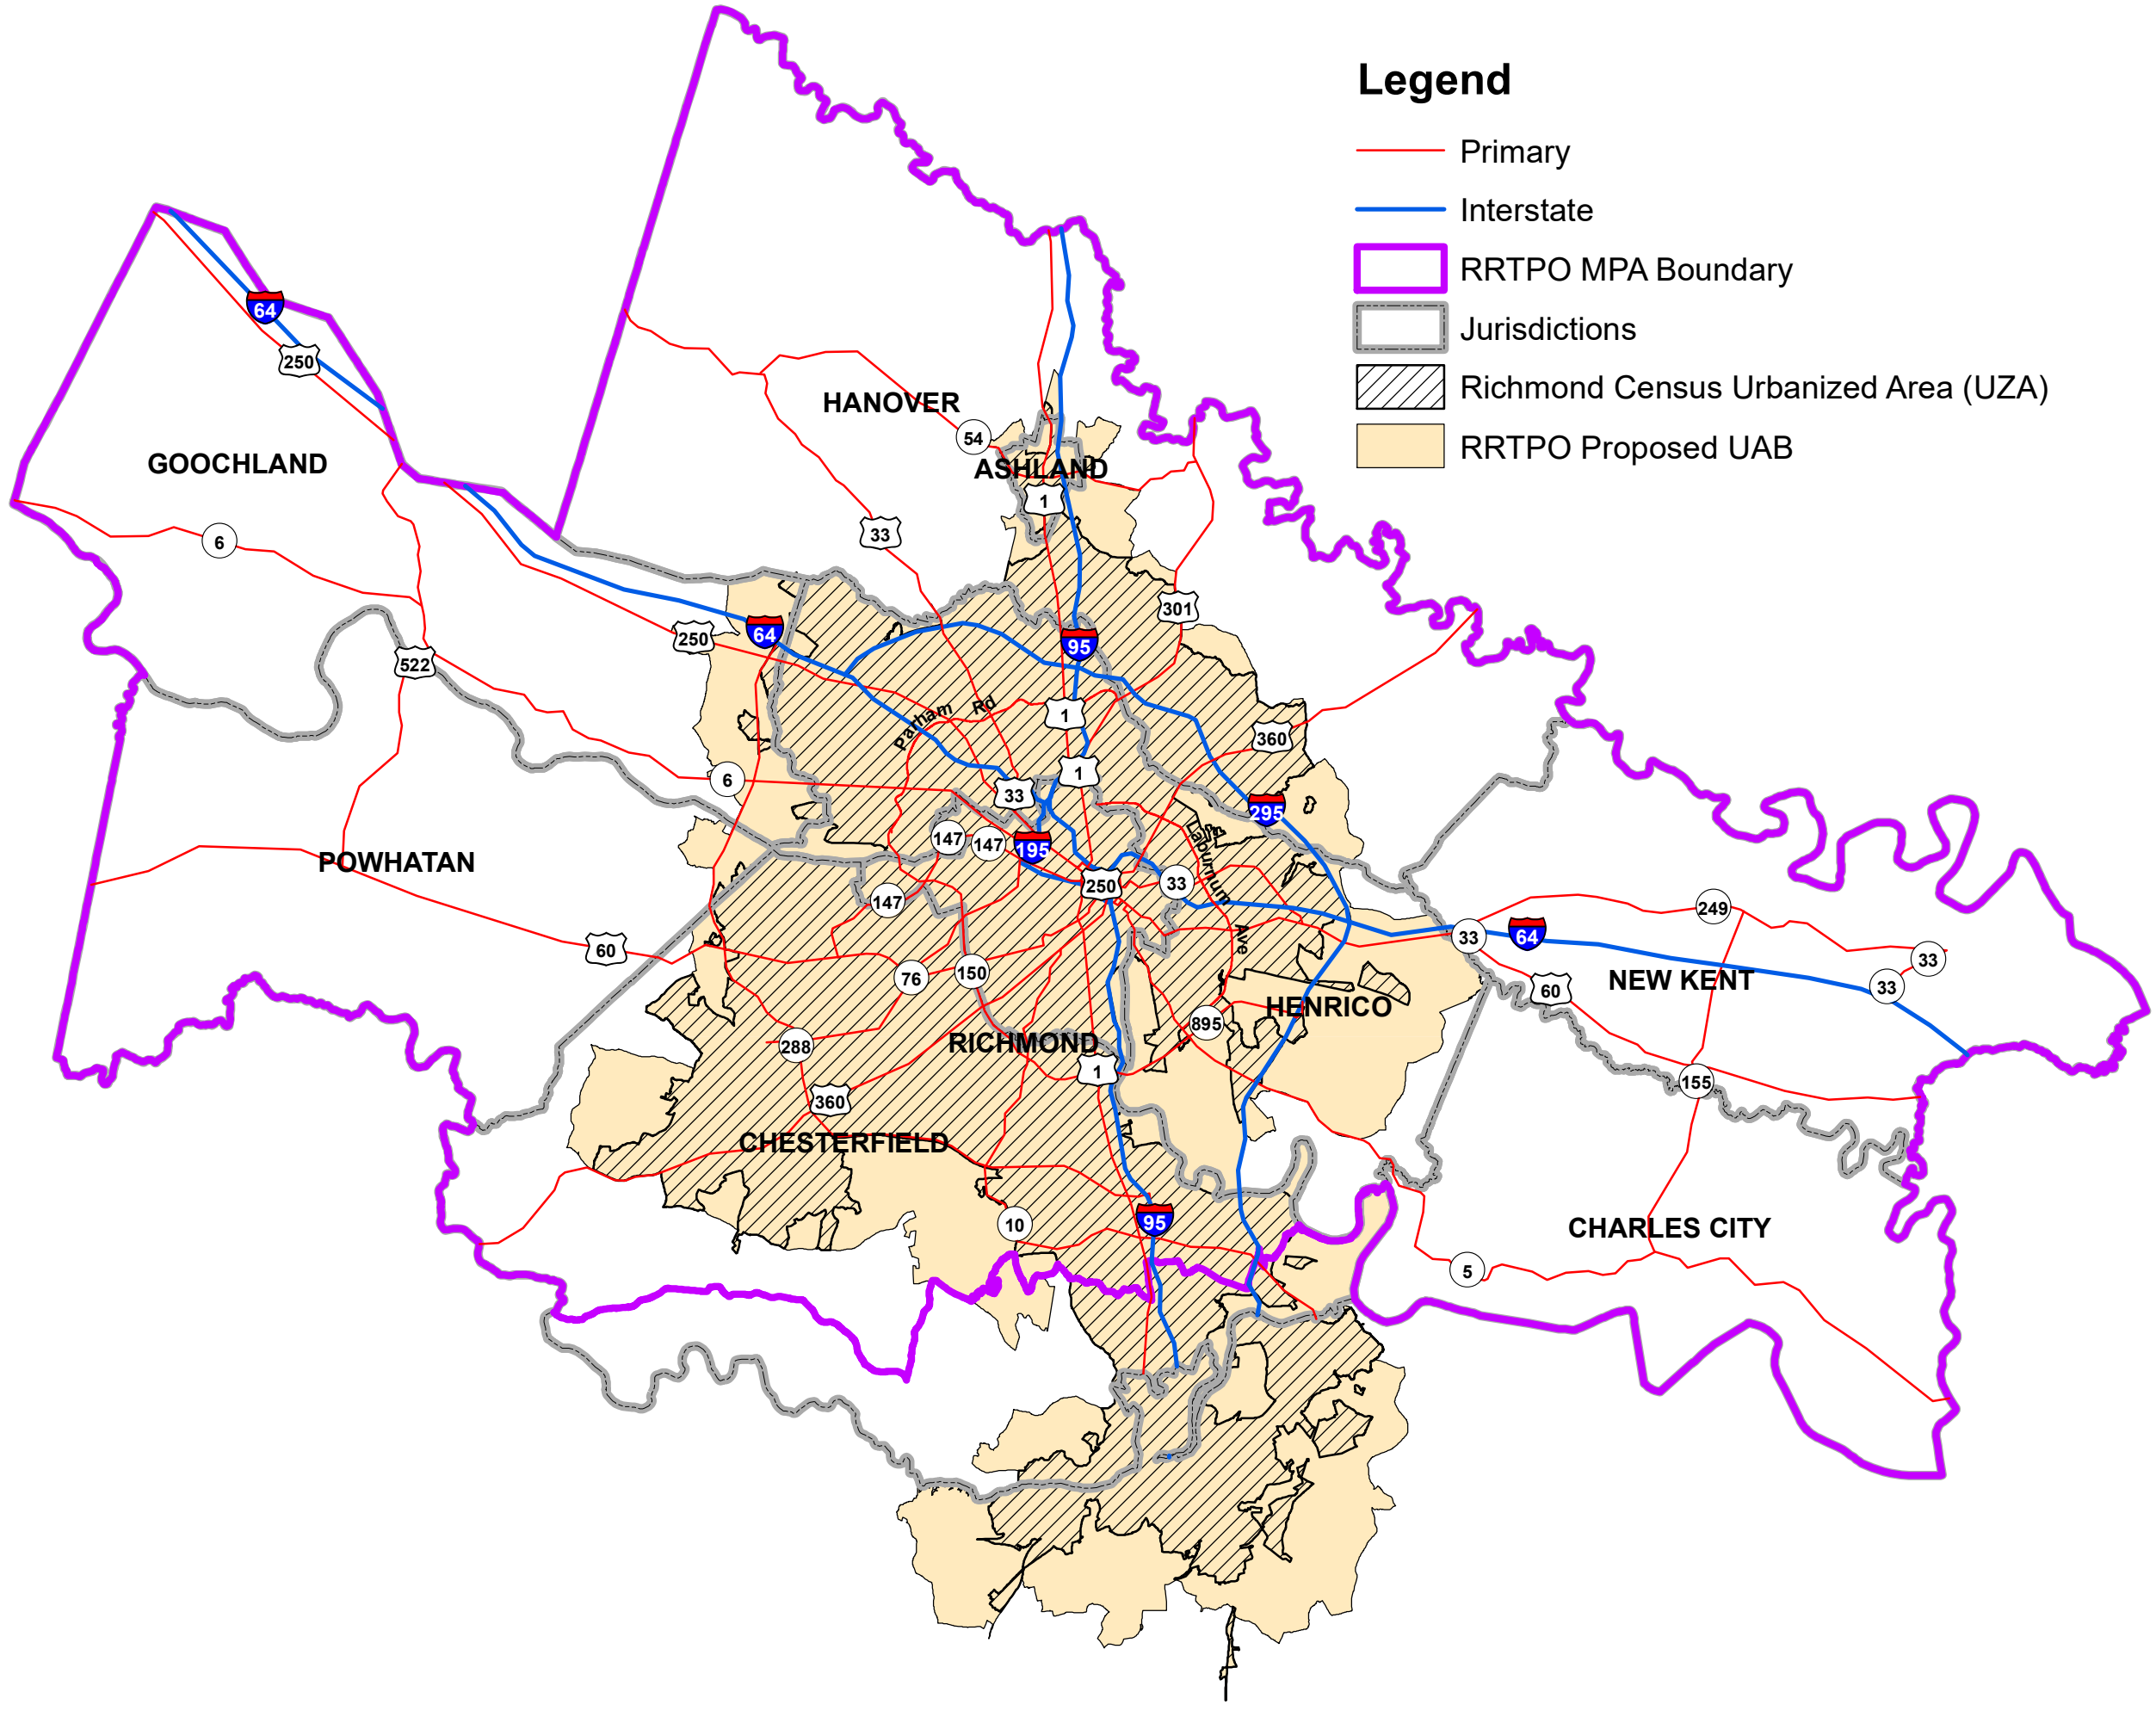 Legend
Primary
Interstate
RRTPO MPA Boundary
Jurisdictions
Richmond Census Urbanized Area (UZA)
RRTPO Proposed UAB
64
250
HANOVER
54
GOOCHLAND
ASHLAND
1
33
6
301
64
250
95
522
Parham Rd
1
360
1
6
33
295
147
147
195
Laburnum Ave
POWHATAN
250
33
147
249
33
64
60
33
76
150
NEW KENT
60
33
HENRICO
895
RICHMOND
288
1
155
360
CHESTERFIELD
10
95
CHARLES CITY
5